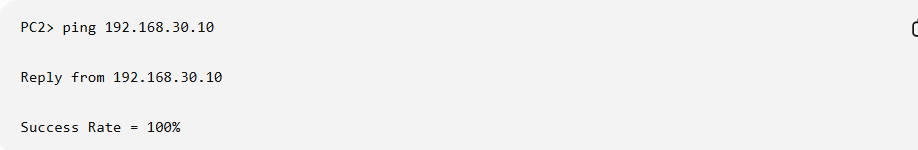 PC2> ping 192.168.30.10
Reply from 192.168.30.10
Success Rate = 100%